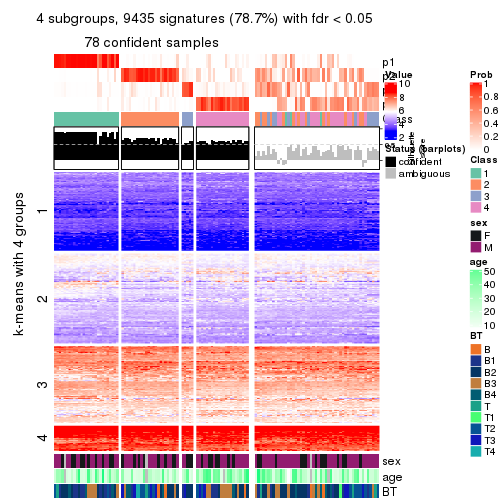 4 subgroups, 9435 signatures (78.7%) with fdr < 0.05
78 confident samples
p1
p2
Class
k-means with 4 groups
1
2
3
4
sex
age
BT
Value
10
8
6
4
2
Status (barplots)
confident
ambiguous
Prob
1
0.8
0.6
0.4
0.2
0
Class
1
2
3
4
sex
F
M
age
50
40
30
20
10
BT
B
B1
B2
B3
B4
T
T1
T2
T3
T4